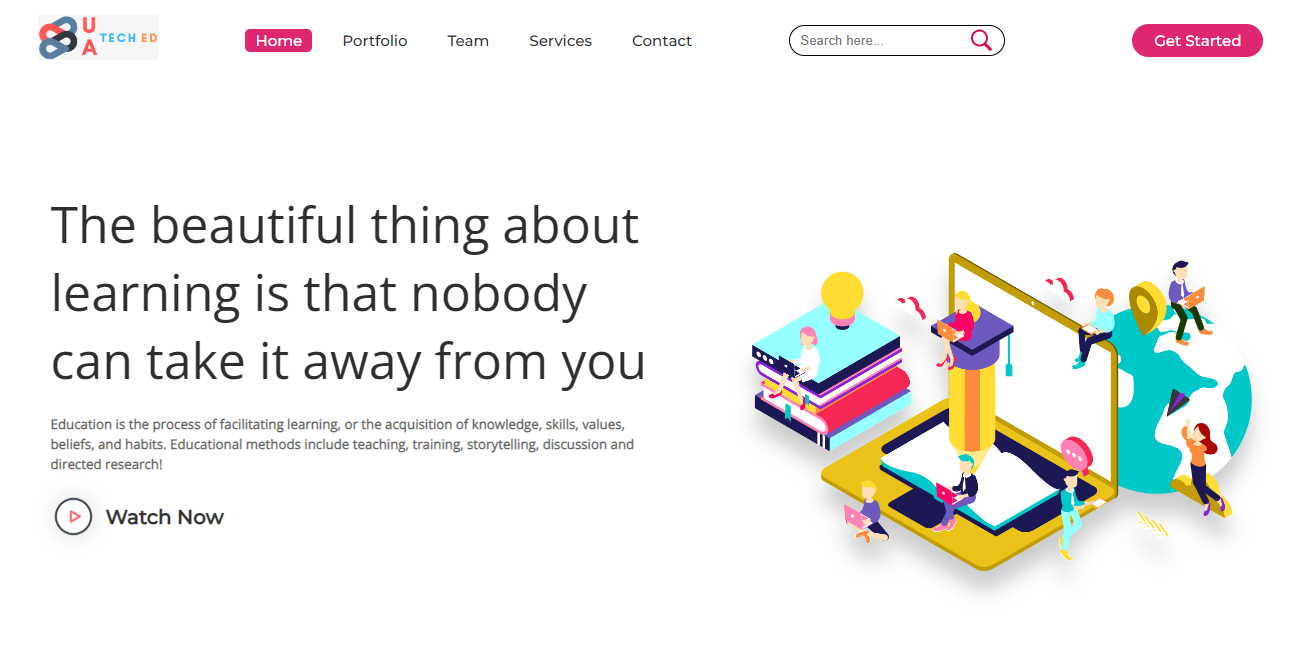 U
A
TECH ED
Home
Portfolio
Team
Services
Contact
Search here...
Get Started
The beautiful thing about
learning is that nobody
can take it away from you
Education is the process of facilitating learning, or the acquisition of knowledge, skills, values,
beliefs, and habits. Educational methods include teaching, training, storytelling, discussion and
directed research!
Watch Now